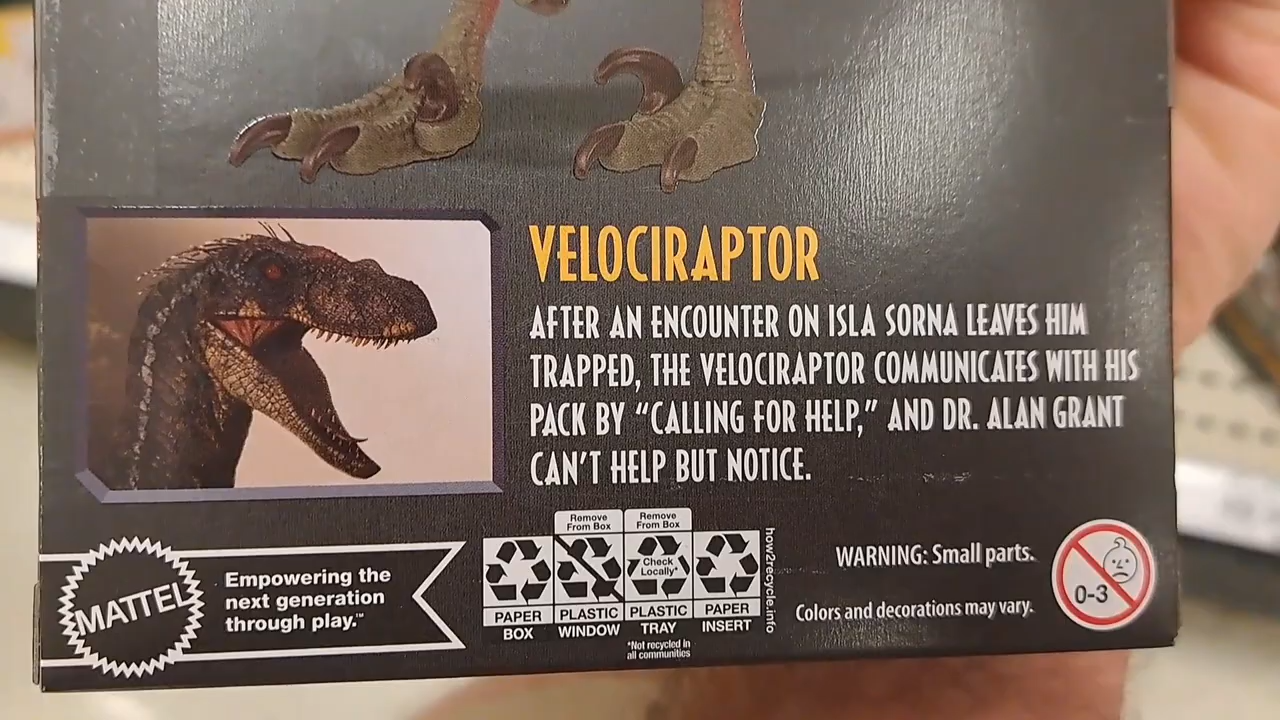 VELOCIRAPTOR
AFTER AN ENCOUNTER ON ISLA SORNA LEAVES HIM
TRAPPED, THE VELOCIRAPTOR COMMUNICATES WITH HIS
PACK BY “CALLING FOR HELP,” AND DR. ALAN GRANT
CAN'T HELP BUT NOTICE.
MATTEL
Empowering the
next generation
through play.™
Remove
From Box
Remove
From Box
Check
Locally*
PAPER
BOX
PLASTIC
WINDOW
PLASTIC
TRAY
PAPER
INSERT
*Not recycled in
all communities
how2recycle.info
WARNING: Small parts.
Colors and decorations may vary.
0-3